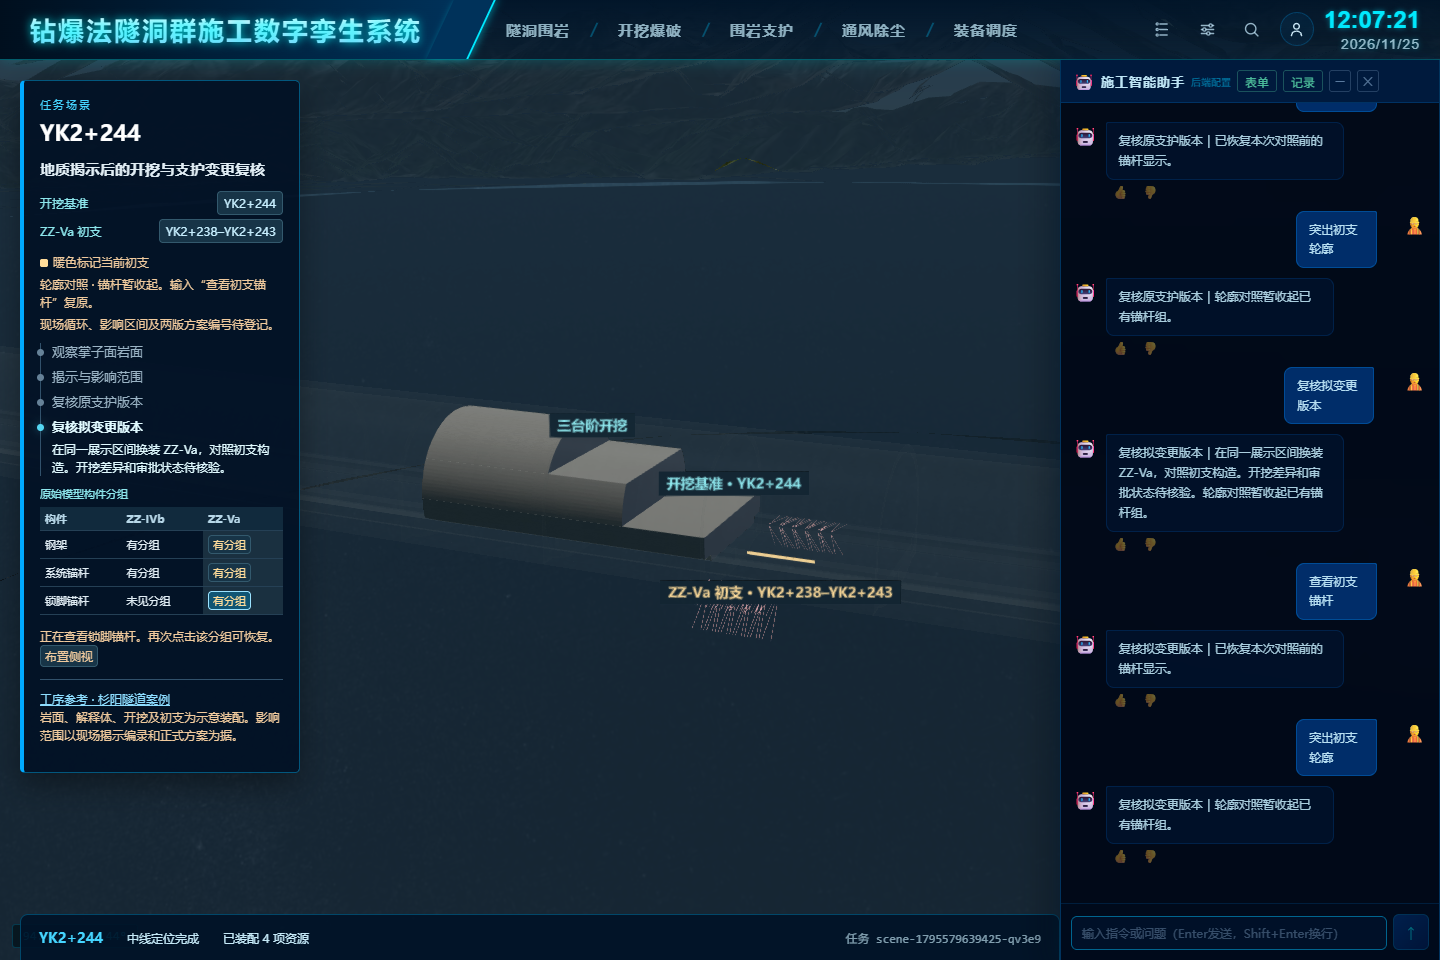 钻爆法隧洞群施工数字孪生系统
隧洞围岩 / 开挖爆破 / 围岩支护 / 通风除尘 / 装备调度
12:07:21
2026/11/25
任务场景
YK2+244
地质揭示后的开挖与支护变更复核
开挖基准 YK2+244
ZZ-Va 初支 YK2+238—YK2+243
暖色标记当前初支
轮廓对照 · 锚杆暂收起。输入“查看初支锚
杆”复原。
现场循环、影响区间及两版方案编号待登记。
观察掌子面岩面
揭示与影响范围
复核原支护版本
复核拟变更版本
在同一展示区间换装 ZZ-Va，对照初支构
造。开挖差异和审批状态待核验。
原始模型构件分组
构件 ZZ-IVb ZZ-Va
钢架 有分组 有分组
系统锚杆 有分组 有分组
锁脚锚杆 未见分组 有分组
正在查看锁脚锚杆。再次点击该分组可恢复。
布置侧视
工序参考 · 杉阳隧道案例
岩面、解释体、开挖及初支为示意装配。影响
范围以现场揭示编录和正式方案为据。
三台阶开挖
开挖基准 • YK2+244
ZZ-Va 初支 • YK2+238—YK2+243
YK2+244 中线定位完成 已装配 4 项资源
任务 scene-1795579639425-qv3e9
施工智能助手 后端配置 表单 记录
复核原支护版本 | 已恢复本次对照前的
锚杆显示。
突出初支
轮廓
复核原支护版本 | 轮廓对照暂收起已
有锚杆组。
复核拟变更
版本
复核拟变更版本 | 在同一展示区间换装
ZZ-Va，对照初支构造。开挖差异和审
批状态待核验。轮廓对照暂收起已有锚
杆组。
查看初支
锚杆
复核拟变更版本 | 已恢复本次对照前的
锚杆显示。
突出初支
轮廓
复核拟变更版本 | 轮廓对照暂收起已
有锚杆组。
输入指令或问题（Enter发送，Shift+Enter换行）